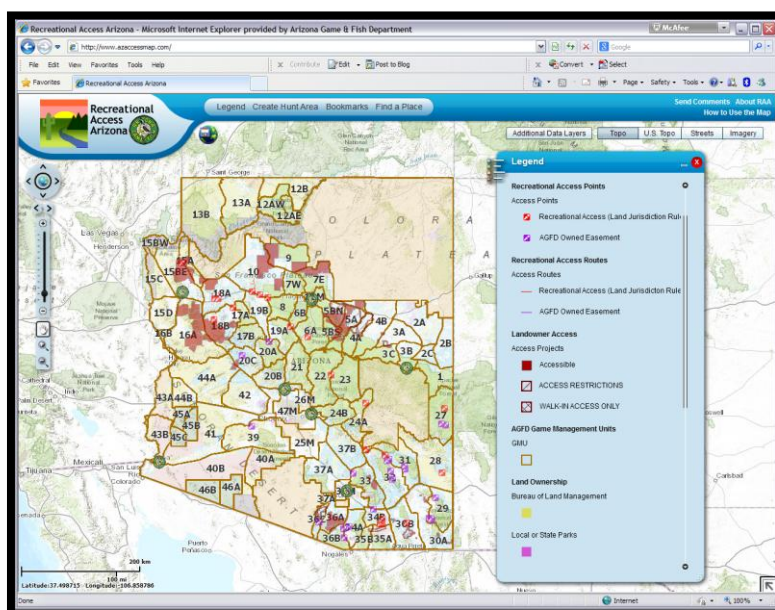 Recreational Access Arizona - Microsoft Internet Explorer provided by Arizona Game & Fish Department
McAfee
http://www.azaccessmap.com/
Google
File Edit View Favorites Tools Help
x Contribute Edit Post to Blog
x Convert Select
Favorites
Recreational Access Arizona
Page Safety Tools
Recreational
Access
Arizona
Legend Create Hunt Area Bookmarks Find a Place
Send Comments About RAA
How to Use the Map
Additional Data Layers Topo U.S. Topo Streets Imagery
Legend
Recreational Access Points
Access Points
Recreational Access (Land Jurisdiction Rule
AGFD Owned Easement
Recreational Access Routes
Access Routes
Recreational Access (Land Jurisdiction Rule
AGFD Owned Easement
Landowner Access
Access Projects
Accessible
ACCESS RESTRICTIONS
WALK-IN ACCESS ONLY
AGFD Game Management Units
GMU
Land Ownership
Bureau of Land Management
Local or State Parks
Saint George
Las Vegas
Henderson
Gallup
Carlsbad
Tijuana
Mexicali
San Luis
Rio
Colorado
Puerto
Peñascoo
Nogales
ARIZONA
12B
13A
12AW
13B
12AE
15BW
15BE
15C
9
10
7E
7W
18A
15D
17A
19B
8
6B
5BN
5A
4B
2A
3A
16B
16A
18B
17B
19A
6A
5BS
4A
3C
3B
2C
2B
20A
20C
21
1
44A
20B
22
23
42
26M
43A
44B
47M
24B
27
45A
45B
45C
43B
41
39
25M
24A
37B
40A
40B
37A
31
28
46B
46A
33
36A
29
36B
35B
35A
30A
200 km
100 mi
Latitude:37.498715 Longitude:-106.858786
Done
Internet
100%